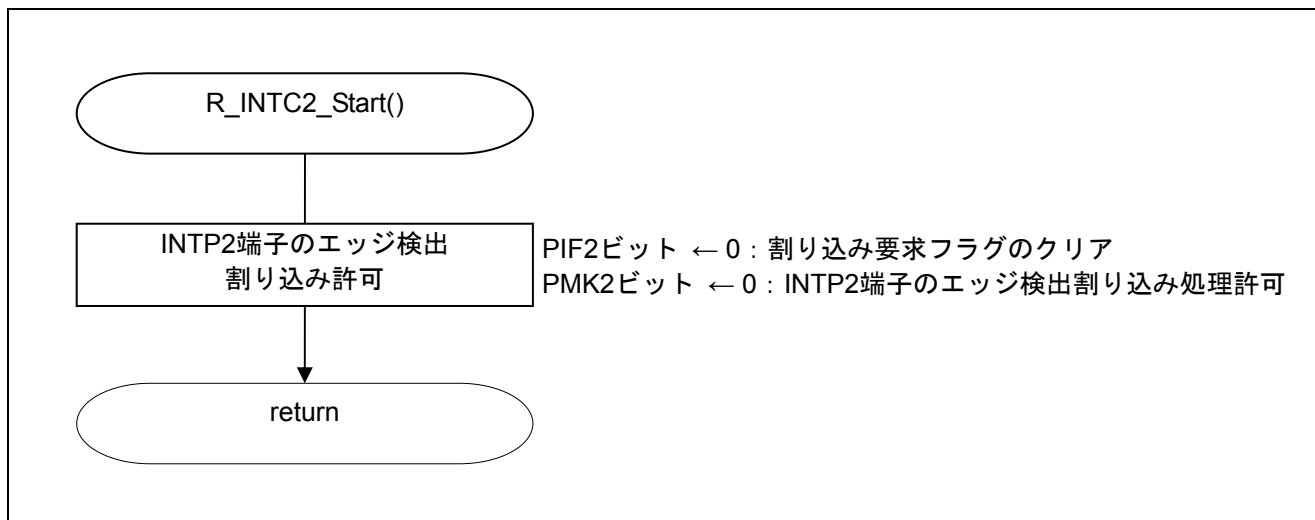 R_INTC2_Start()
INTP2端子のエッジ検出
割り込み許可
PIF2ビット ← 0：割り込み要求フラグのクリア
PMK2ビット ← 0：INTP2端子のエッジ検出割り込み処理許可
return